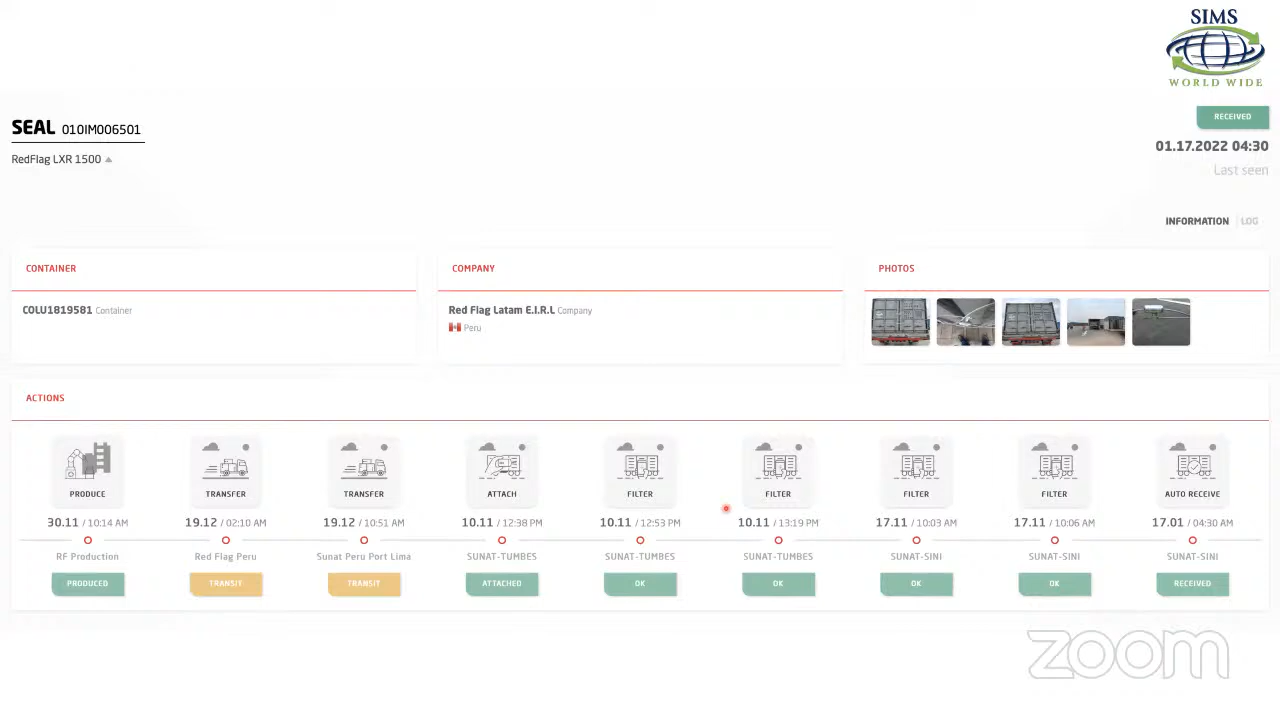 SIMS
WORLD WIDE
SEAL 010IM006501
RECEIVED
RedFlag LXR 1500
01.17.2022 04:30
Last seen
INFORMATION LOG
CONTAINER
COMPANY
PHOTOS
COLU1819581 Container
Red Flag Latam E.I.R.L Company
Peru
ACTIONS
PRODUCE TRANSFER TRANSFER ATTACH FILTER FILTER FILTER FILTER AUTO RECEIVE
30.11 / 10:14 AM 19.12 / 02:10 AM 19.12 / 10:51 AM 10.11 / 12:38 PM 10.11 / 12:53 PM 10.11 / 13:19 PM 17.11 / 10:03 AM 17.11 / 10:06 AM 17.01 / 04:30 AM
RF Production Red Flag Peru Sunat Peru Port Lima SUNAT-TUMBES SUNAT-TUMBES SUNAT-TUMBES SUNAT-SINI SUNAT-SINI SUNAT-SINI
PRODUCED TRANSIT TRANSIT ATTACHED OK OK OK OK RECEIVED
zoom